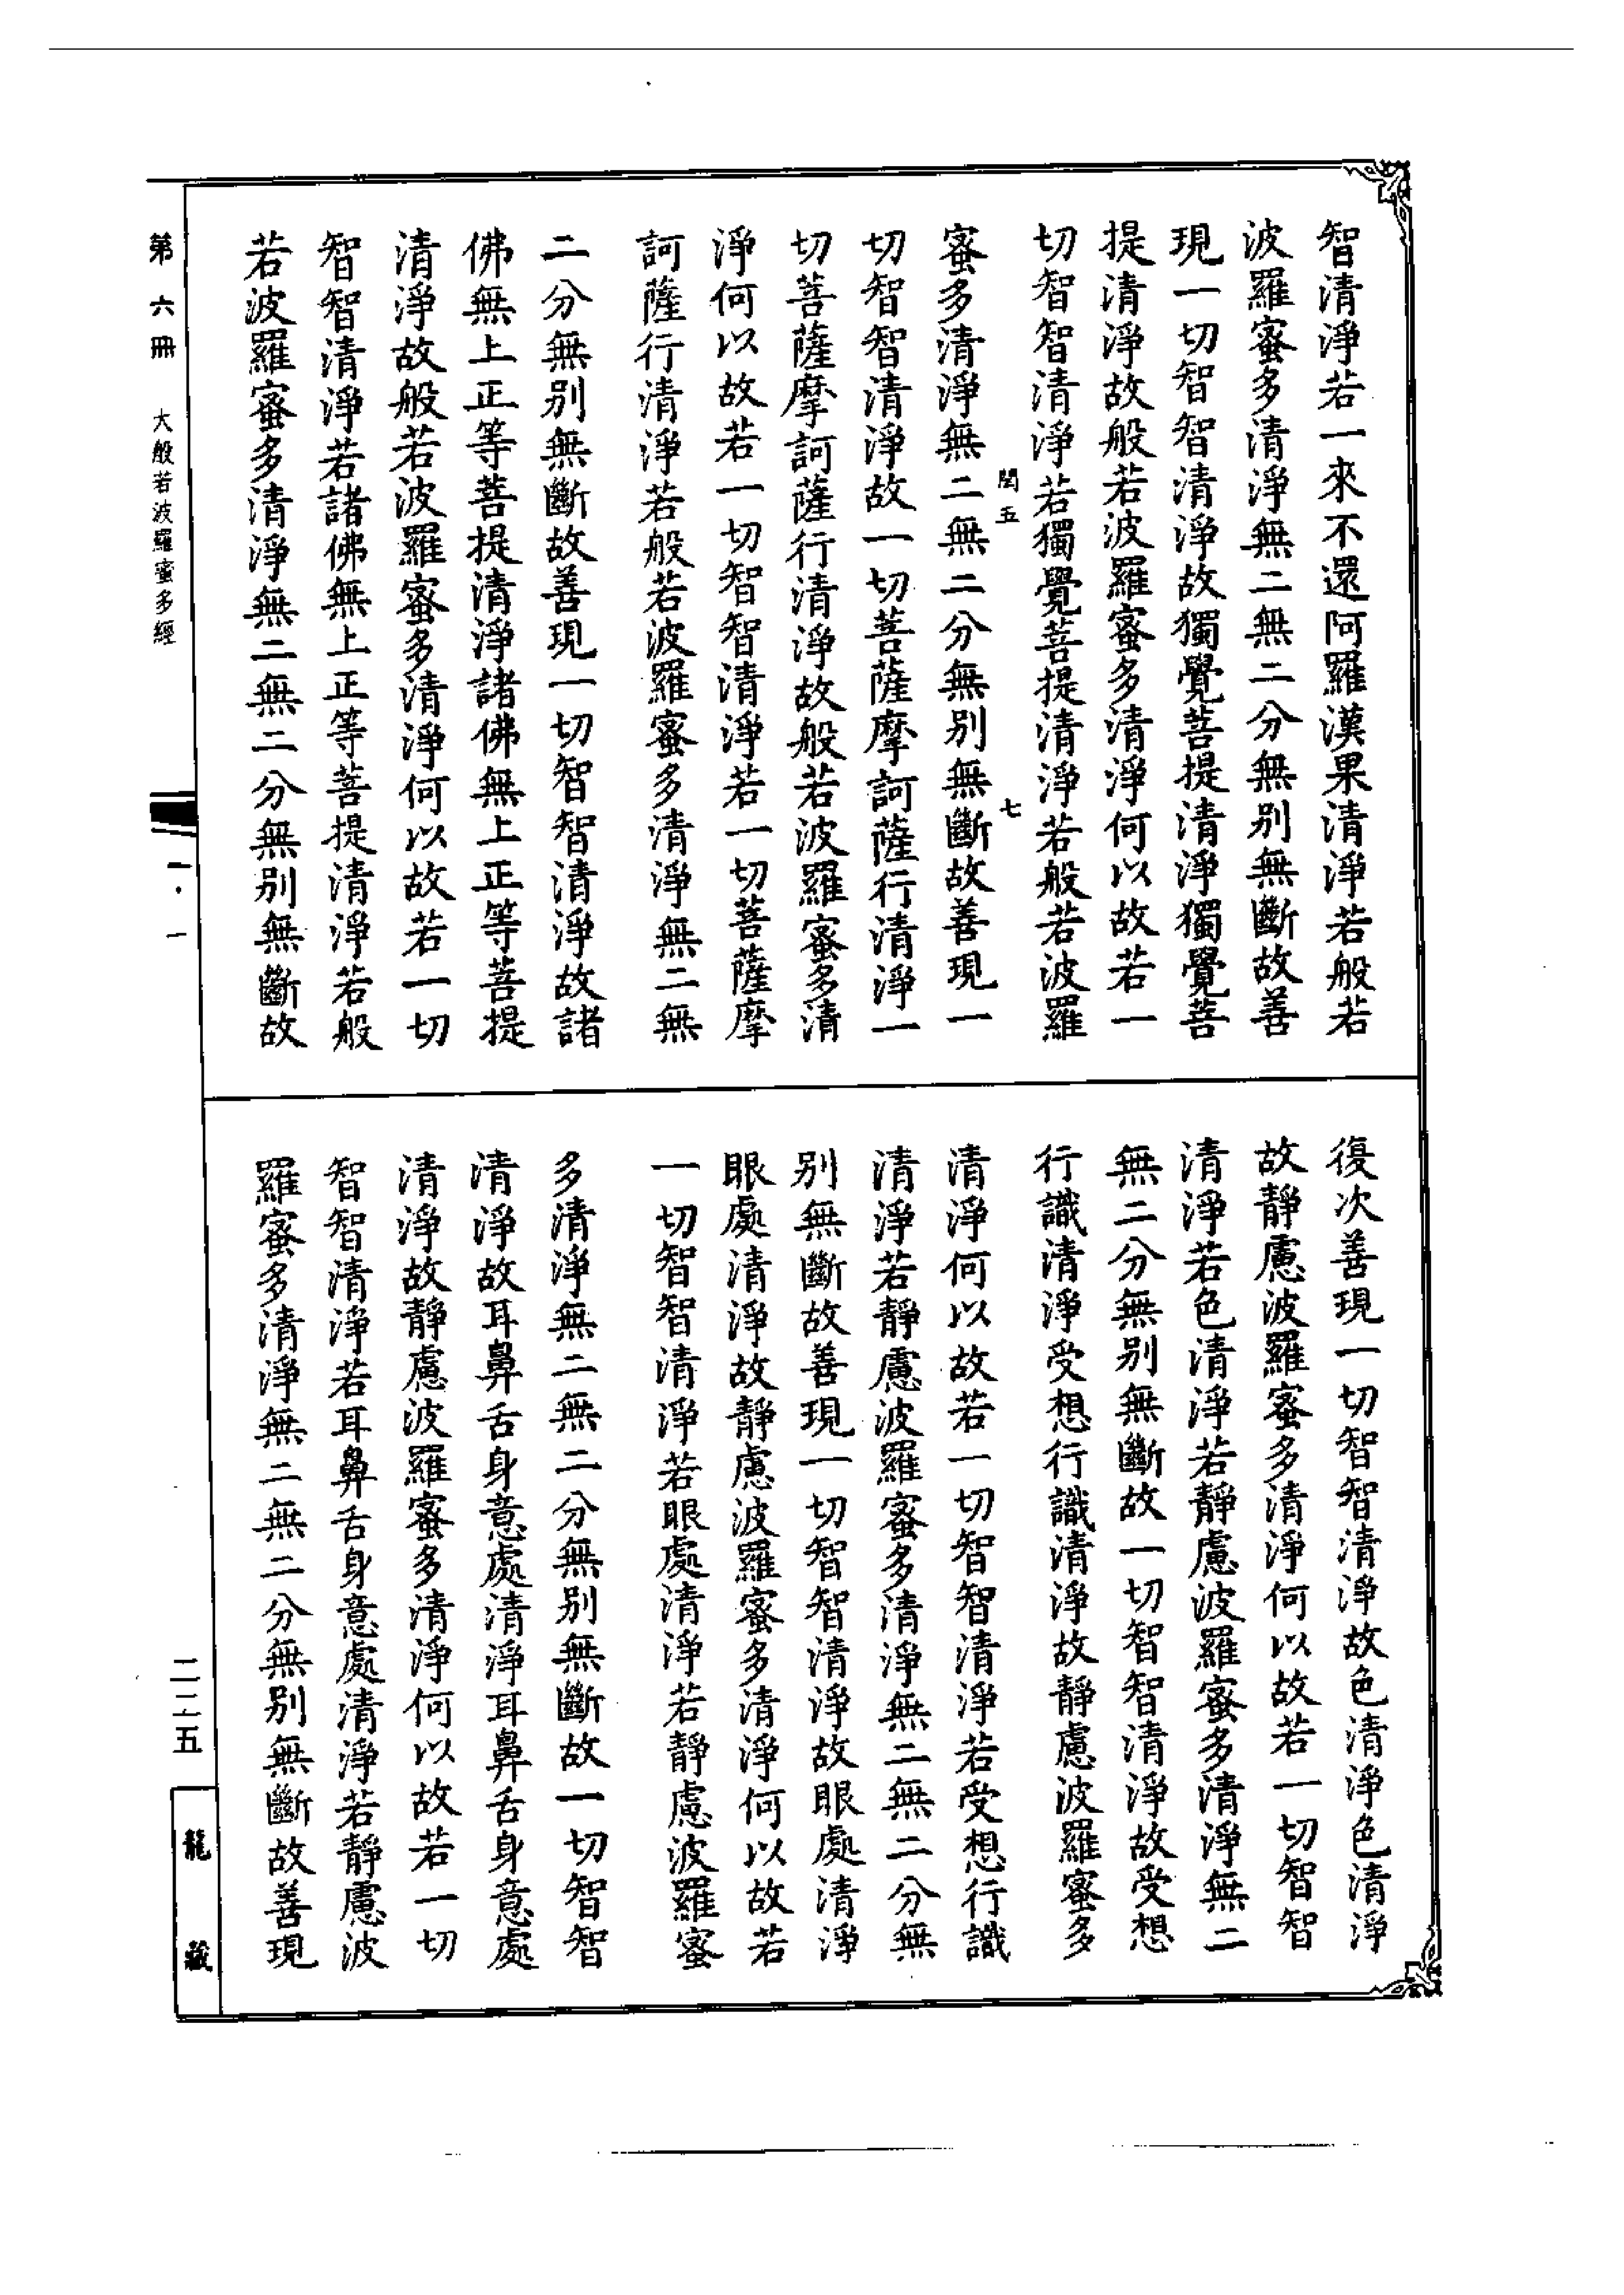 智清淨若一來不還阿羅漢果清淨若般若
波羅蜜多清淨無二無二分無別無斷故善
現一切智智清淨故獨覺菩提清淨獨覺菩
提清淨故般若波羅蜜多清淨何以故若一
切智智清淨若獨覺菩提清淨若般若波羅
閏五 七
蜜多清淨無二無二分無別無斷故善現一
切智智清淨故一切菩薩摩訶薩行清淨一
切菩薩摩訶薩行清淨故般若波羅蜜多清
淨何以故若一切智智清淨若一切菩薩摩
訶薩行清淨若般若波羅蜜多清淨無二無
二分無別無斷故善現一切智智清淨故諸
佛無上正等菩提清淨諸佛無上正等菩提
清淨故般若波羅蜜多清淨何以故若一切
智智清淨若諸佛無上正等菩提清淨若般
若波羅蜜多清淨無二無二分無別無斷故
復次善現一切智智清淨故色清淨色清淨
故靜慮波羅蜜多清淨何以故若一切智智
清淨若色清淨若靜慮波羅蜜多清淨無二
無二分無別無斷故一切智智清淨故受想
行識清淨受想行識清淨故靜慮波羅蜜多
清淨何以故若一切智智清淨若受想行識
清淨若靜慮波羅蜜多清淨無二無二分無
別無斷故善現一切智智清淨故眼處清淨
眼處清淨故靜慮波羅蜜多清淨何以故若
一切智智清淨若眼處清淨若靜慮波羅蜜
多清淨無二無二分無別無斷故一切智智
清淨故耳鼻舌身意處清淨耳鼻舌身意處
清淨故靜慮波羅蜜多清淨何以故若一切
智智清淨若耳鼻舌身意處清淨若靜慮波
羅蜜多清淨無二無二分無別無斷故善現
第六冊 大般若波羅蜜多經
一·一
二二五
龍藏